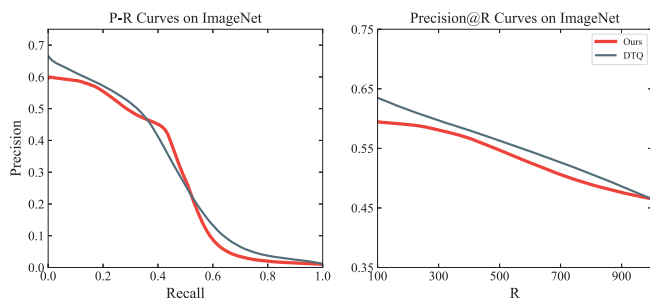 P-R Curves on ImageNet
Precision
0.7
0.6
0.5
0.4
0.3
0.2
0.1
0.0
0.0 0.2 0.4 0.6 0.8 1.0
Recall
Precision@R Curves on ImageNet
Ours
DTQ
0.75
0.65
0.55
0.45
0.35
100 300 500 700 900
R